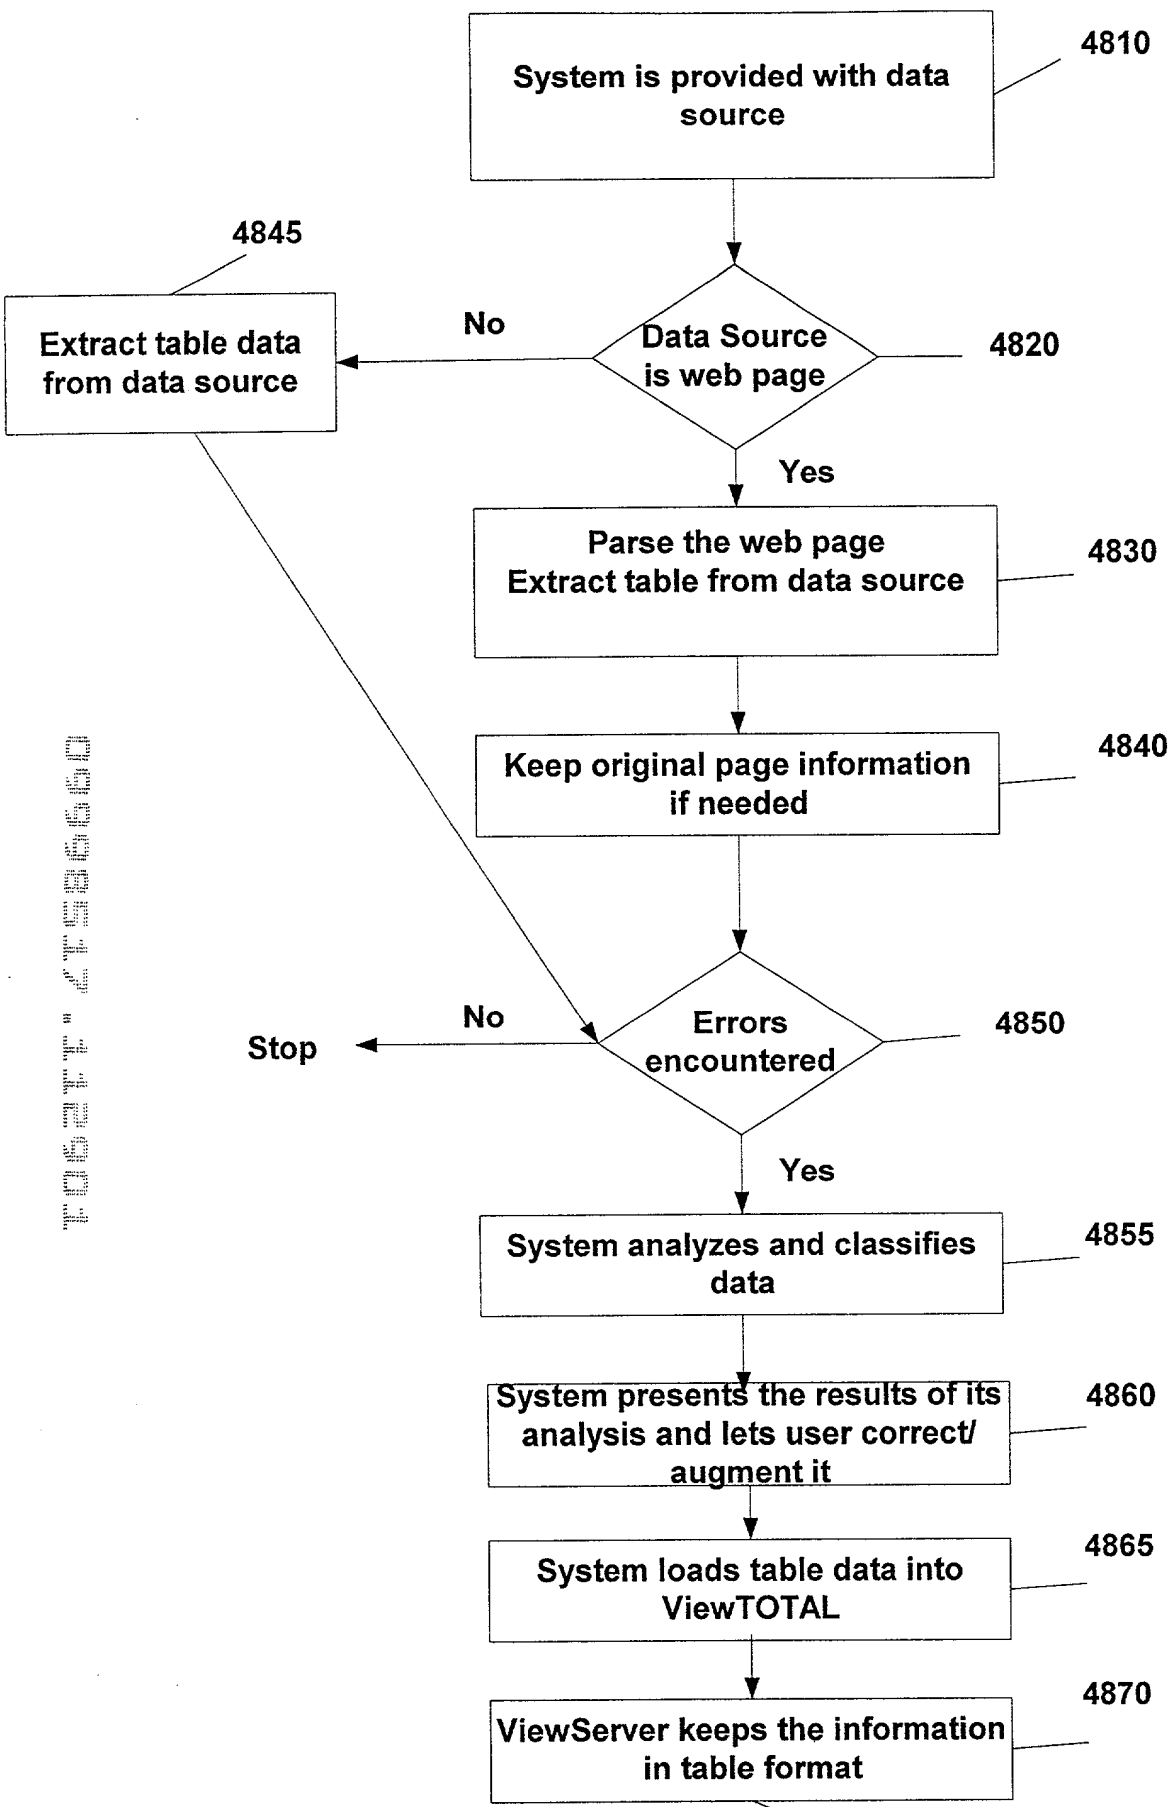 4810
System is provided with data
source
4845
Extract table data
from data source
No
Data Source
is web page
4820
Yes
Parse the web page
Extract table from data source
4830
Keep original page information
if needed
4840
No
Stop
Errors
encountered
4850
Yes
System analyzes and classifies
data
4855
System presents the results of its
analysis and lets user correct/
augment it
4860
System loads table data into
ViewTOTAL
4865
ViewServer keeps the information
in table format
4870